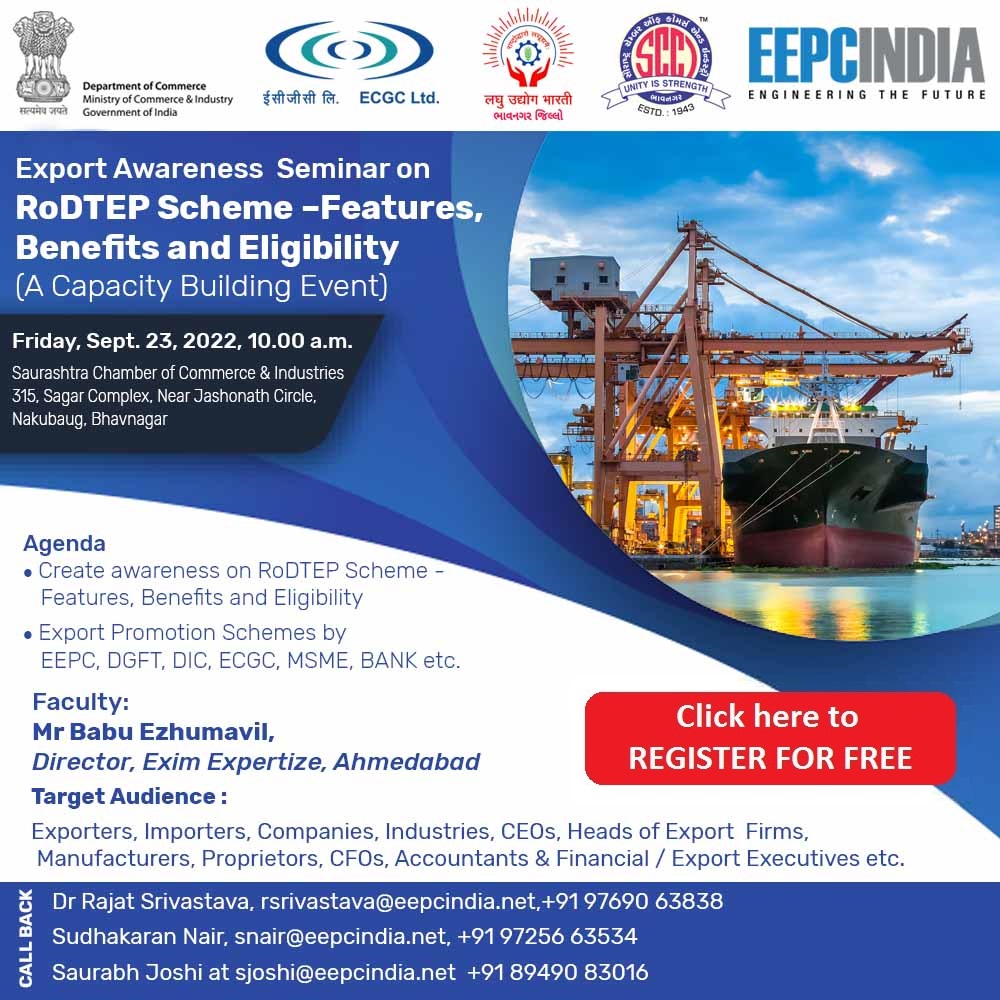 सत्यमेव जयते
Department of Commerce
Ministry of Commerce & Industry
Government of India
ईसीजीसी लि. ECGC Ltd.
लघु उद्योग भारती
ભાવનગર જિલ્લો
SCCI
UNITY IS STRENGTH
ભાવનગર
ESTD. : 1943
TM
EEPCINDIA
ENGINEERING THE FUTURE
Export Awareness Seminar on
RoDTEP Scheme –Features,
Benefits and Eligibility
(A Capacity Building Event)
Friday, Sept. 23, 2022, 10.00 a.m.
Saurashtra Chamber of Commerce & Industries
315, Sagar Complex, Near Jashonath Circle,
Nakubaug, Bhavnagar
Agenda
• Create awareness on RoDTEP Scheme -
Features, Benefits and Eligibility
• Export Promotion Schemes by
EEPC, DGFT, DIC, ECGC, MSME, BANK etc.
Faculty:
Mr Babu Ezhumavil,
Director, Exim Expertize, Ahmedabad
Click here to
REGISTER FOR FREE
Target Audience :
Exporters, Importers, Companies, Industries, CEOs, Heads of Export Firms,
Manufacturers, Proprietors, CFOs, Accountants & Financial / Export Executives etc.
CALL BACK
Dr Rajat Srivastava, rsrivastava@eepcindia.net,+91 97690 63838
Sudhakaran Nair, snair@eepcindia.net, +91 97256 63534
Saurabh Joshi at sjoshi@eepcindia.net +91 89490 83016